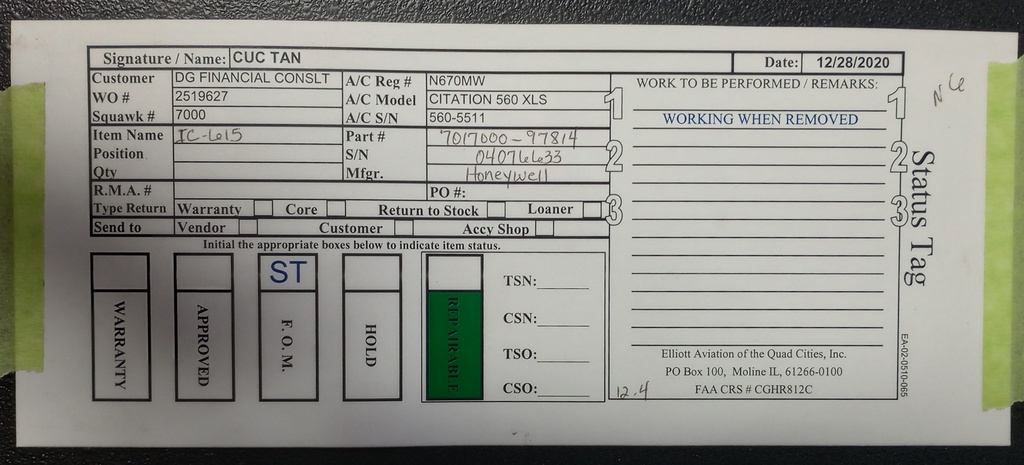 Signature / Name: CUC TAN Date: 12/28/2020
Customer DG FINANCIAL CONSLT A/C Reg # N670MW
WO # 2519627 A/C Model CITATION 560 XLS
Squawk # 7000 A/C S/N 560-5511
Item Name IC-615 Part # 7017000-97814
Position S/N 04076633
Qty Mfgr. Honeywell
R.M.A. # PO #:
Type Return Warranty Core Return to Stock Loaner
Send to Vendor Customer Accy Shop
Initial the appropriate boxes below to indicate item status.
ST
WARRANTY
APPROVED
F. O. M.
HOLD
REPAIRABLE
TSN:
CSN:
TSO:
CSO:
WORK TO BE PERFORMED / REMARKS:
WORKING WHEN REMOVED
1 1
2 2
3 3
Elliott Aviation of the Quad Cities, Inc.
PO Box 100, Moline IL, 61266-0100
FAA CRS # CGHR812C
12.4
Status Tag
EA-02-0510-065
N6